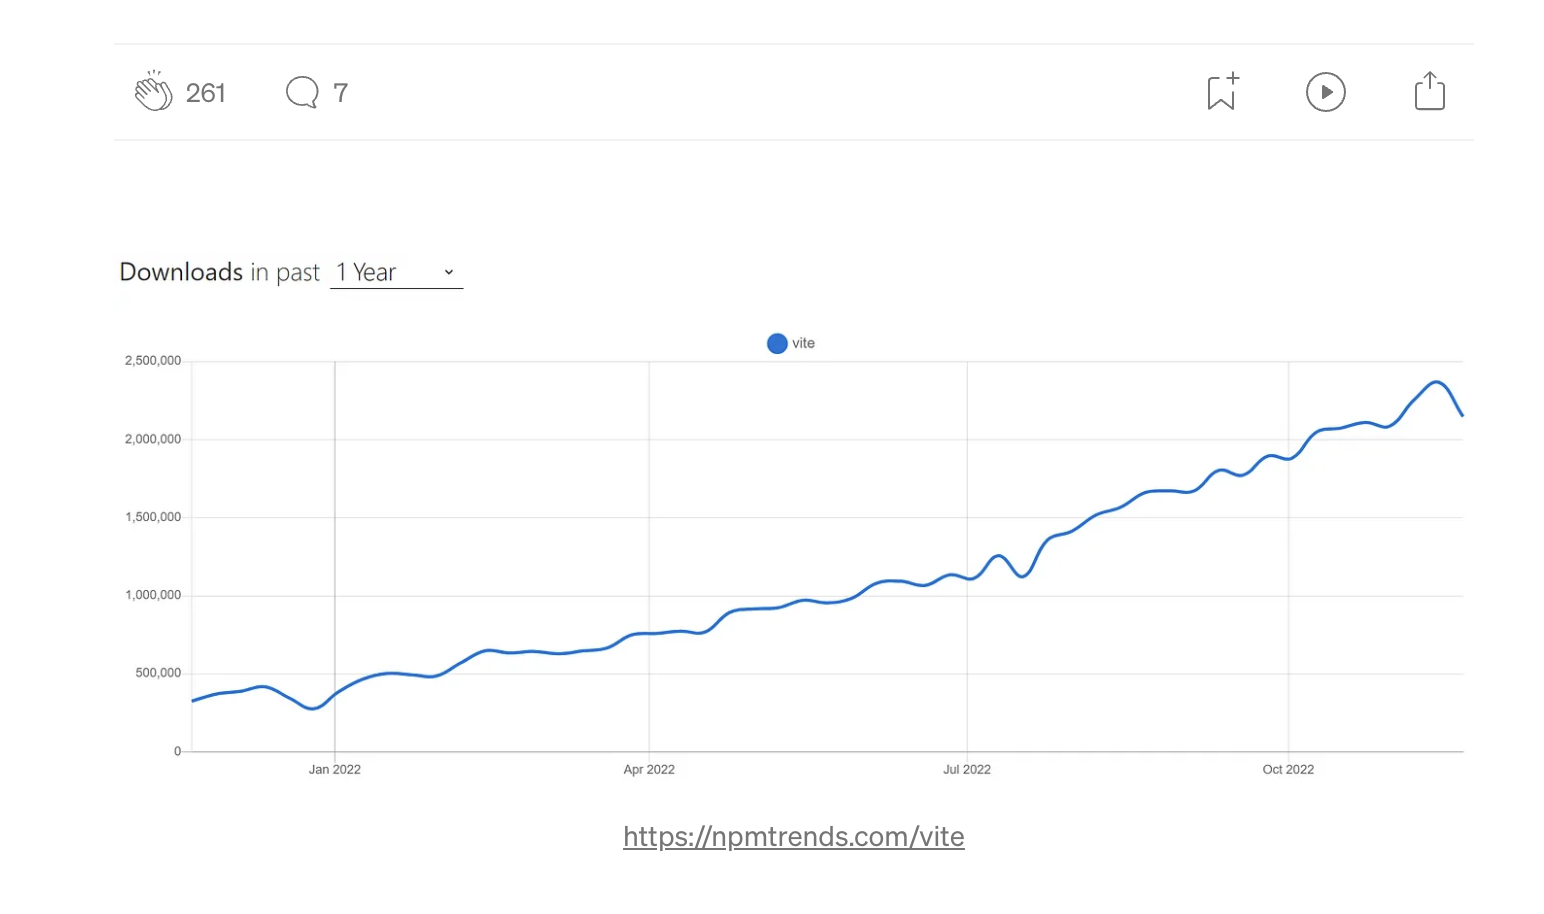 261 7
Downloads in past 1 Year
vite
2,500,000
2,000,000
1,500,000
1,000,000
500,000
0
Jan 2022 Apr 2022 Jul 2022 Oct 2022
https://npmtrends.com/vite